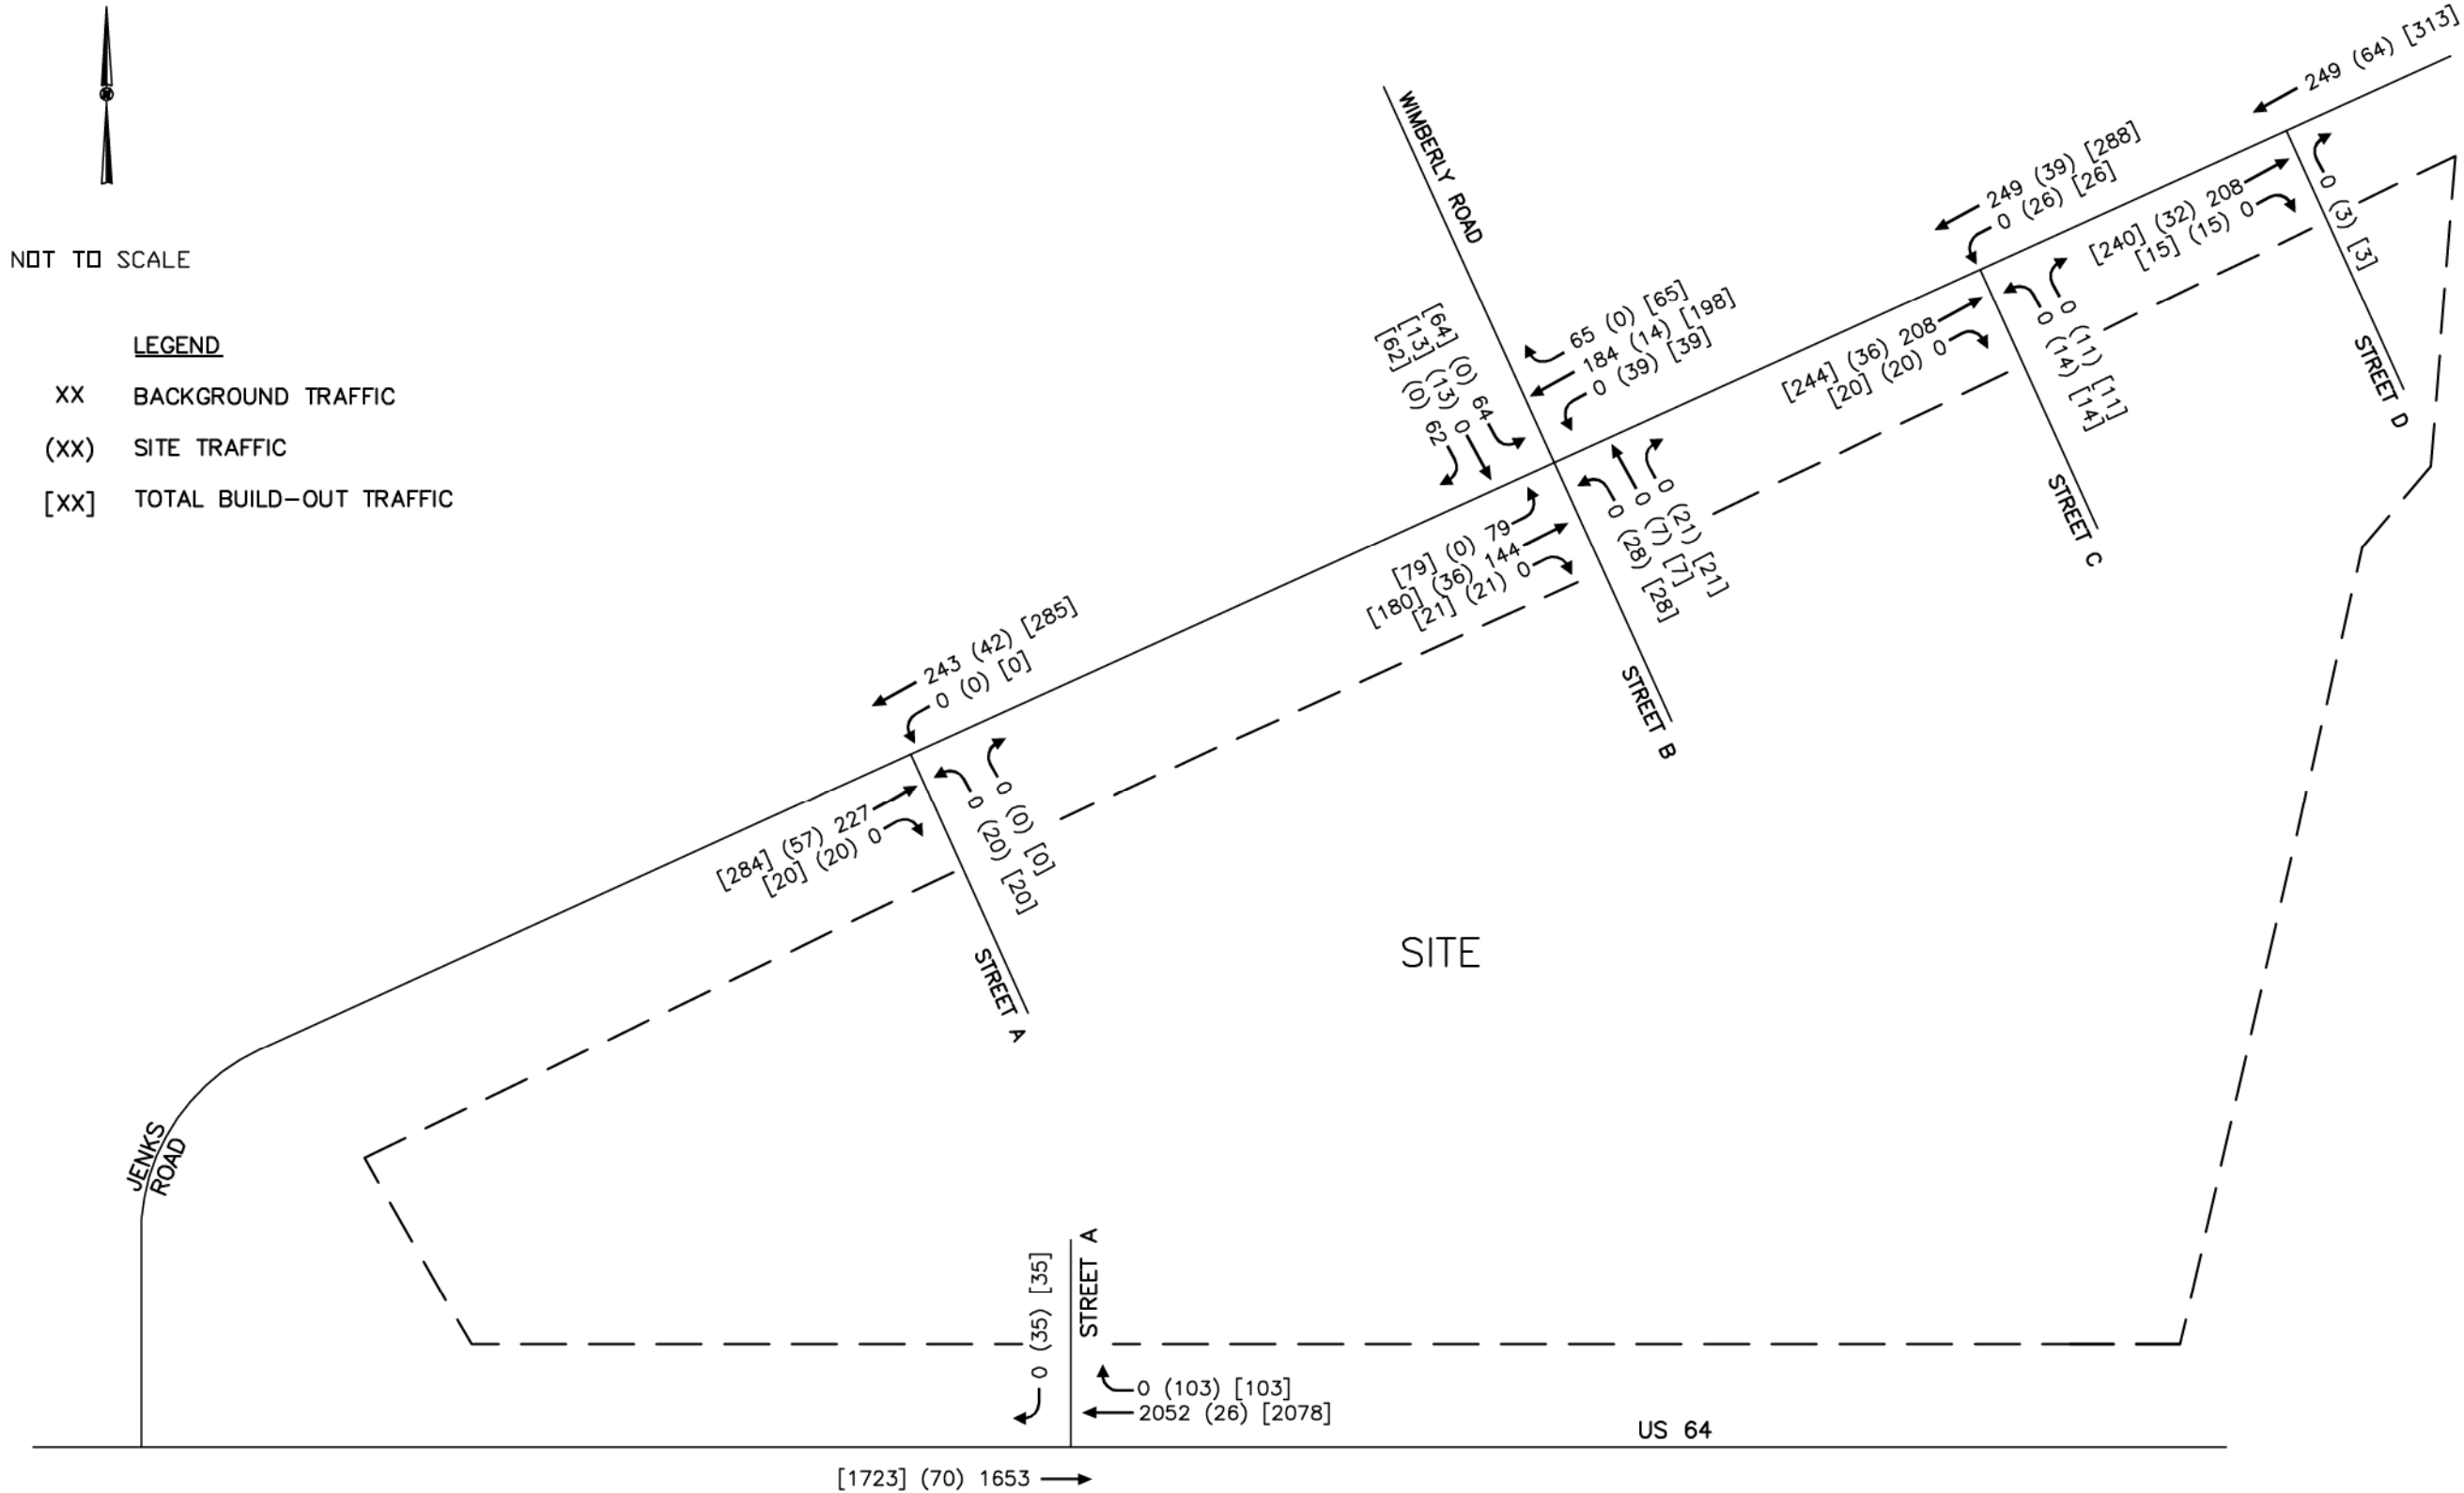 249 (64) [313]
WIMBERLY ROAD
249 (39) [288]
0 (26) [26]
[240] (32) 208
[15] (15) 0
0 (3) [3]
NOT TO SCALE
LEGEND
XX BACKGROUND TRAFFIC
(XX) SITE TRAFFIC
[XX] TOTAL BUILD-OUT TRAFFIC
65 (0) [65]
184 (14) [198]
0 (39) [39]
[64] (0) 64
[13] (13) 0
[62] (0) 62
[244] (36) 208
[20] (20) 0
0 (11) [11]
0 (14) [14]
STREET D
STREET C
[79] (0) 79
[180] (36) 144
[21] (21) 0
0 (21) [21]
0 (7) [7]
0 (28) [28]
STREET B
243 (42) [285]
0 (0) [0]
[284] (57) 227
[20] (20) 0
0 (0) [0]
0 (20) [20]
STREET A
SITE
JENKS
ROAD
0 (35) [35]
STREET A
0 (103) [103]
2052 (26) [2078]
US 64
[1723] (70) 1653